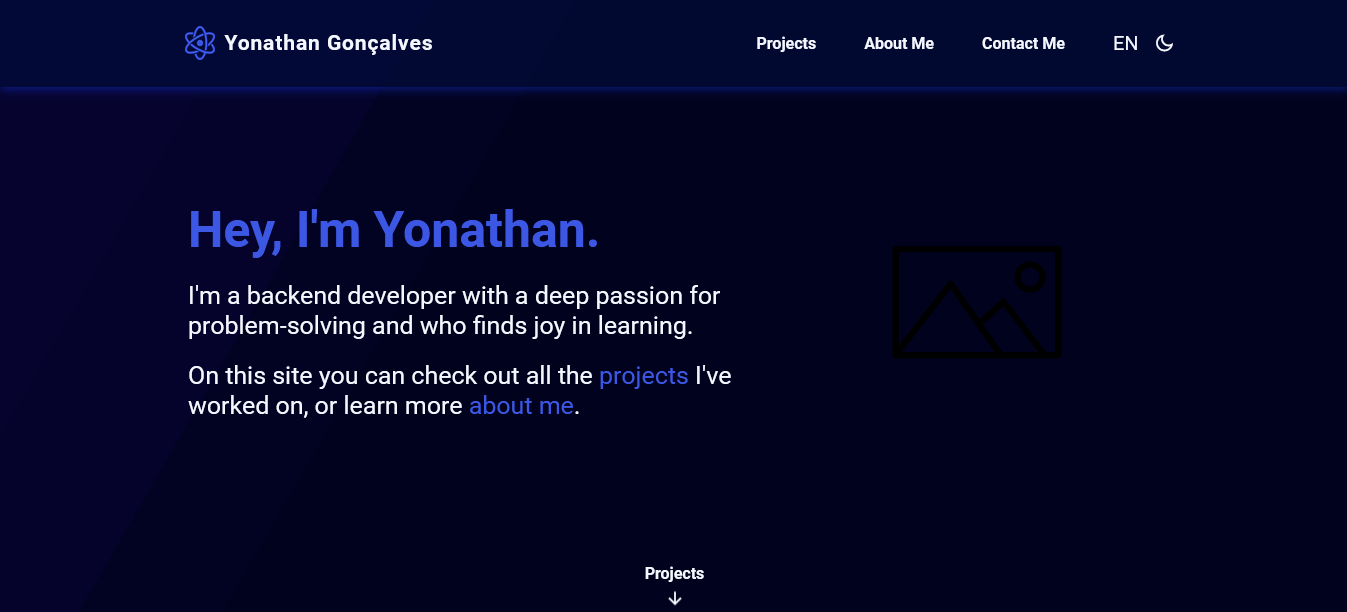 Yonathan Gonçalves
Projects
About Me
Contact Me
EN
Hey, I'm Yonathan.
I'm a backend developer with a deep passion for
problem-solving and who finds joy in learning.
On this site you can check out all the projects I've
worked on, or learn more about me.
Projects